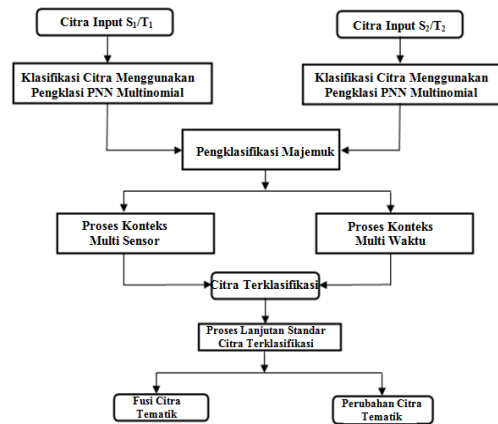 Citra Input S₁/T₁
Citra Input S₂/T₂
Klasifikasi Citra Menggunakan
Pengklasi PNN Multinomial
Klasifikasi Citra Menggunakan
Pengklasi PNN Multinomial
Pengklasifikasi Majemuk
Proses Konteks
Multi Sensor
Proses Konteks
Multi Waktu
Citra Terklasifikasi
Proses Lanjutan Standar
Citra Terklasifikasi
Fusi Citra
Tematik
Perubahan Citra
Tematik